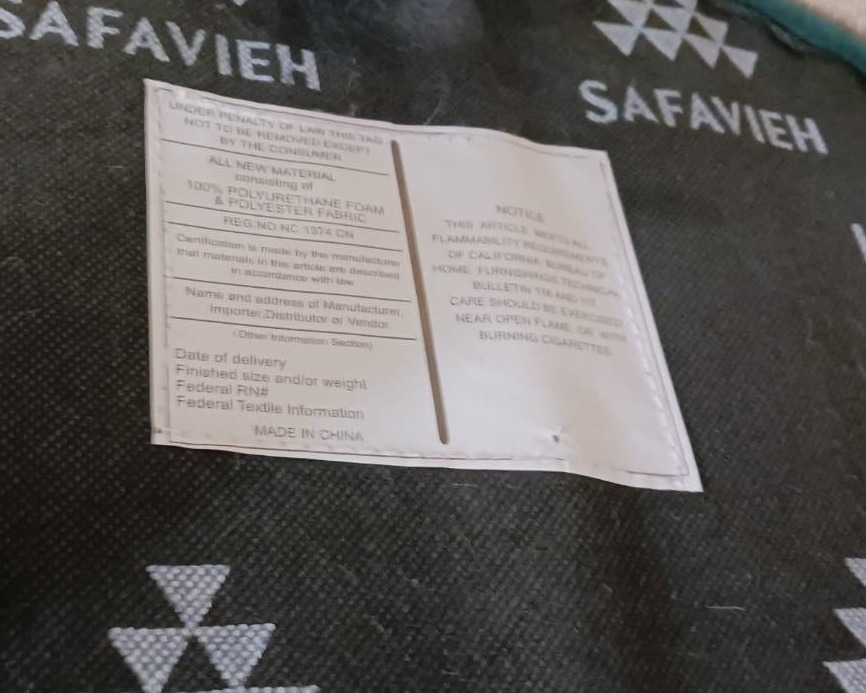 SAFAVIEH
SAFAVIEH
UNDER PENALTY OF LAW THIS TAG
NOT TO BE REMOVED EXCEPT
BY THE CONSUMER
ALL NEW MATERIAL
consisting of
100% POLYURETHANE FOAM
& POLYESTER FABRIC
REG.NO.NC 1974 CN
Certification is made by the manufacturer
that materials in this article are described
in accordance with law
Name and address of Manufacturer,
Importer,Distributor or Vendor
(Other Information Section)
Date of delivery
Finished size and/or weight
Federal RN#
Federal Textile Information
MADE IN CHINA
NOTICE
THIS ARTICLE MEETS ALL
FLAMMABILITY REQUIREMENTS
OF CALIFORNIA BUREAU OF
HOME FURNISHINGS TECHNICAL
BULLETIN 116 AND 117
CARE SHOULD BE EXERCISED
NEAR OPEN FLAME OR WITH
BURNING CIGARETTES.